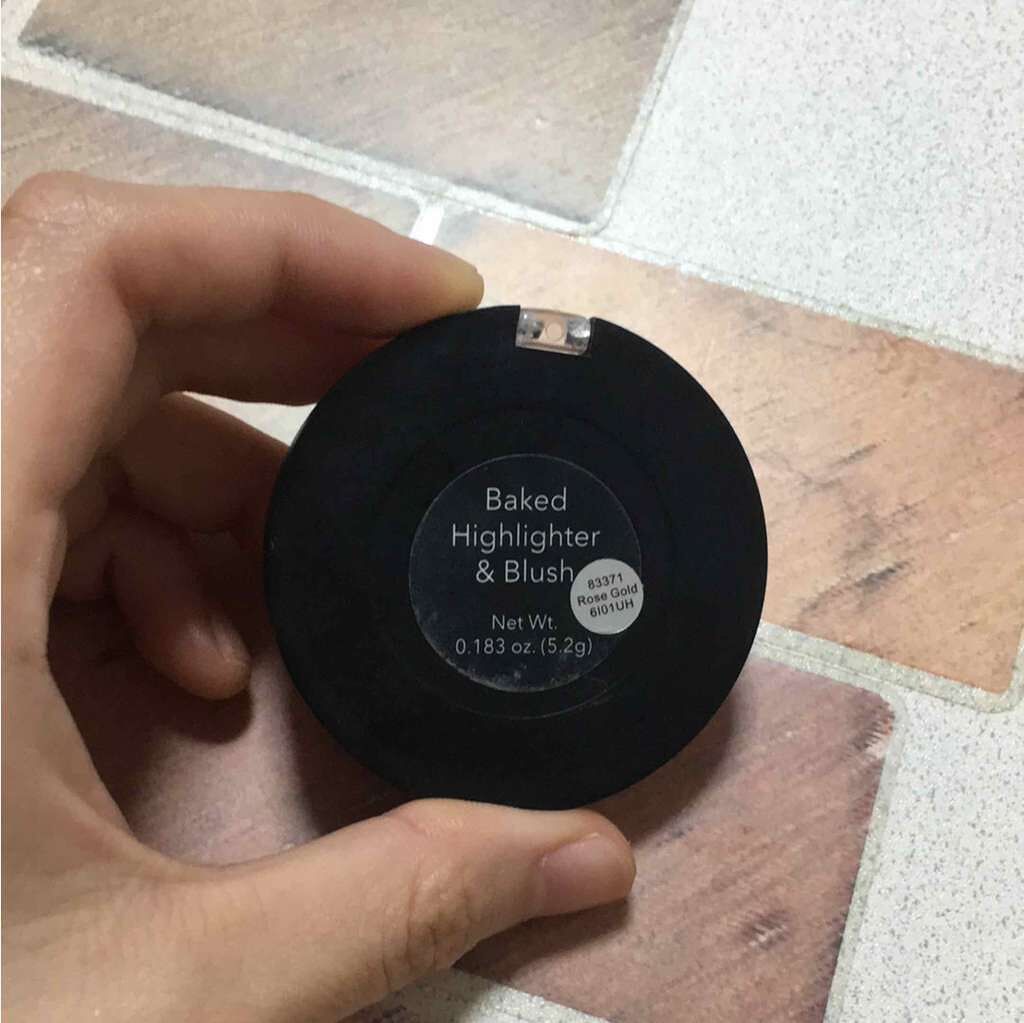 Baked
Highlighter
& Blush
83371
Rose Gold
6I01UH
Net Wt.
0.183 oz. (5.2g)